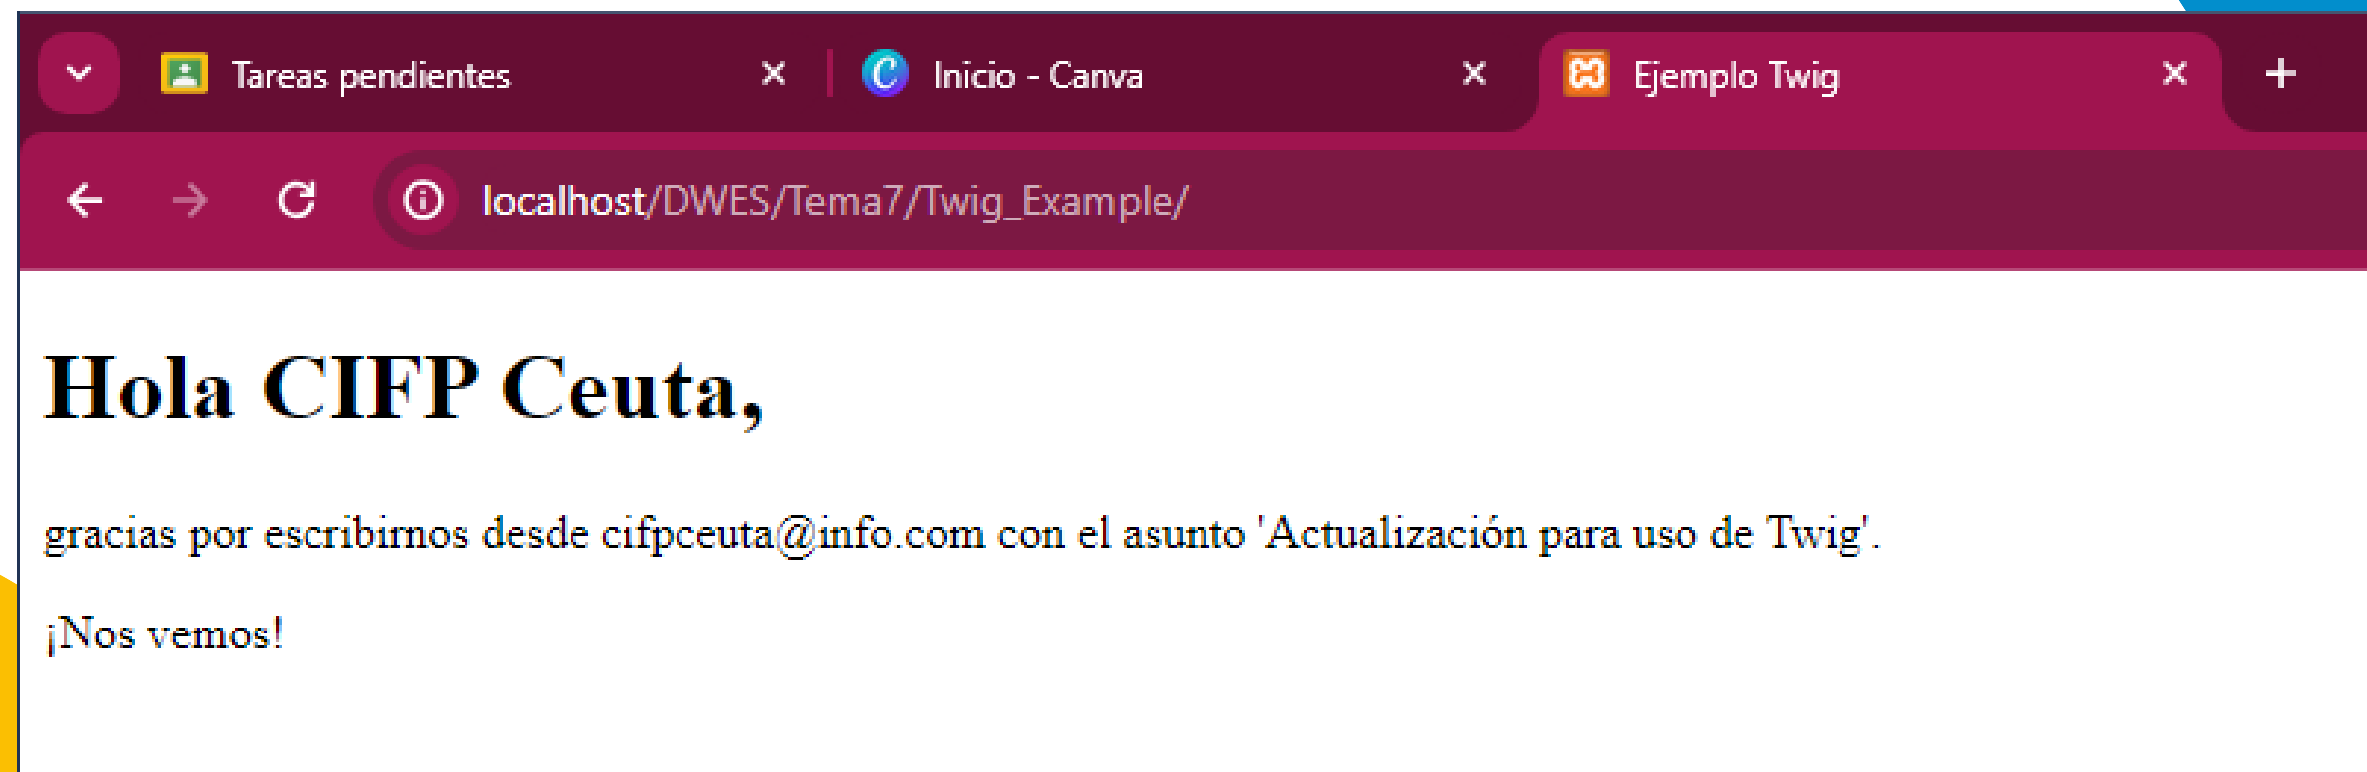 Tareas pendientes
Inicio - Canva
Ejemplo Twig
localhost/DWES/Tema7/Twig_Example/
Hola CIFP Ceuta,
gracias por escribirnos desde cifpceuta@info.com con el asunto 'Actualización para uso de Twig'.
¡Nos vemos!